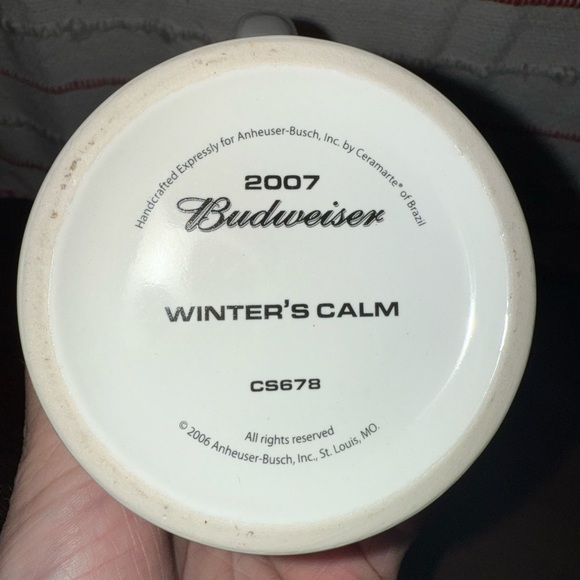 Handcrafted Expressly for Anheuser-Busch, Inc. by Ceramarte® of Brazil
2007
Budweiser
WINTER'S CALM
CS678
All rights reserved
© 2006 Anheuser-Busch, Inc., St. Louis, MO.